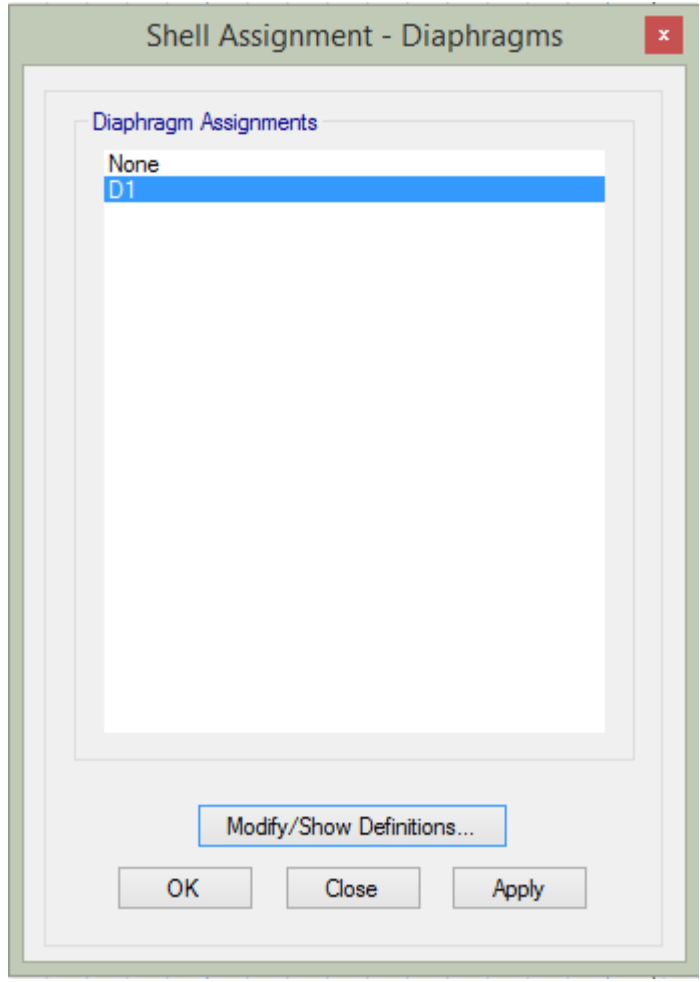 Shell Assignment - Diaphragms
x
Diaphragm Assignments
None
D1
Modify/Show Definitions...
OK Close Apply